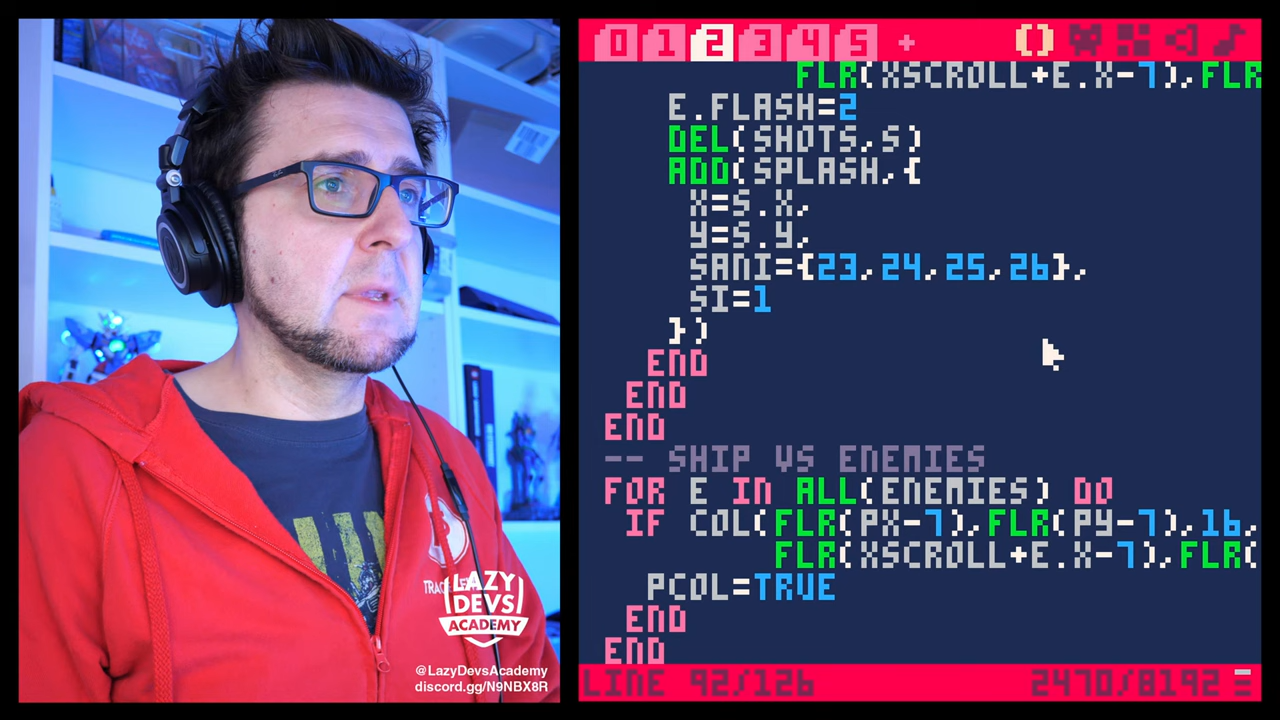 0 1 2 3 4 5 +
FLR(XSCROLL+E.X-7),FLR
E.FLASH=2
DEL(SHOTS,S)
ADD(SPLASH,{
X=S.X,
Y=S.Y,
SANI={23,24,25,26},
SI=1
})
END
END
END
-- SHIP VS ENEMIES
FOR E IN ALL(ENEMIES) DO
IF COL(FLR(PX-7),FLR(PY-7),16,
FLR(XSCROLL+E.X-7),FLR(
PCOL=TRUE
END
END
LINE 92/126
2470/8192
LAZY
DEVS
ACADEMY
@LazyDevsAcademy
discord.gg/N9NBX8R